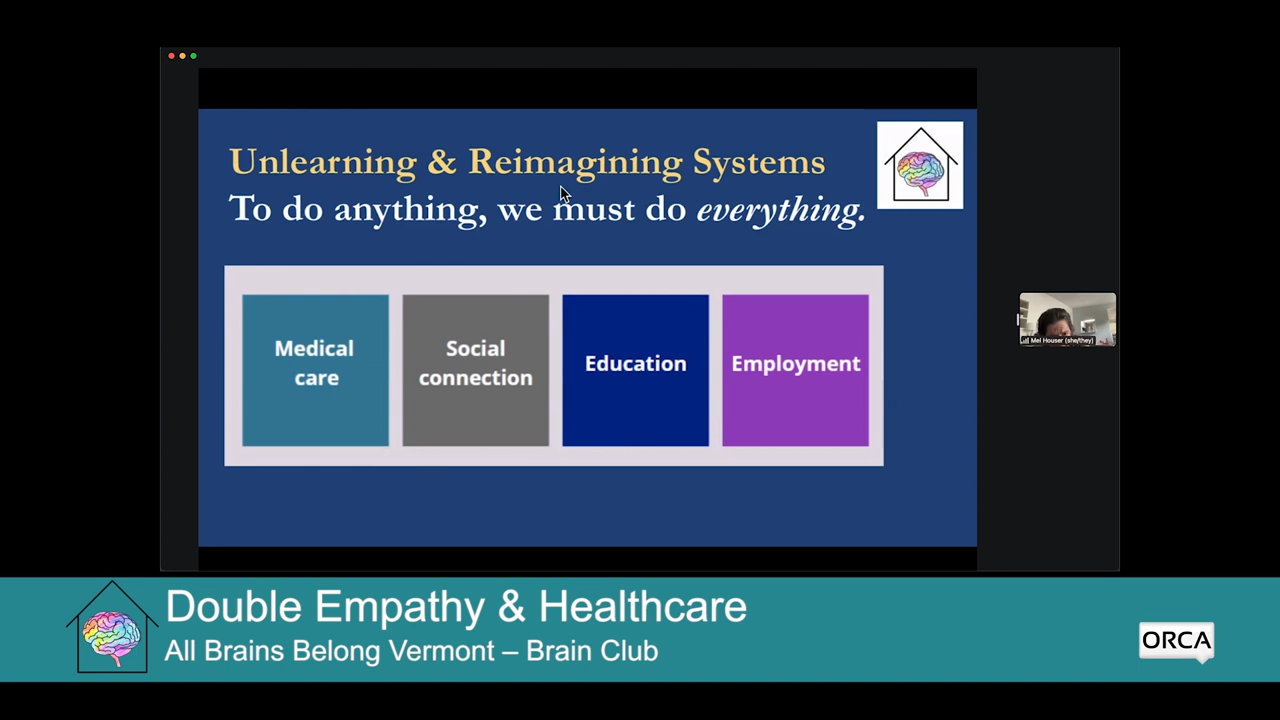 Unlearning & Reimagining Systems
To do anything, we must do everything.
Medical
care
Social
connection
Education
Employment
Mel Houser (she/they)
Double Empathy & Healthcare
All Brains Belong Vermont – Brain Club
ORCA